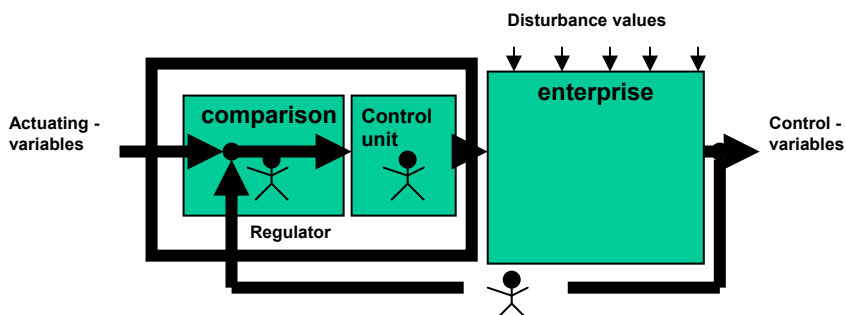 Disturbance values
enterprise
comparison
Control
unit
Actuating -
variables
Control -
variables
Regulator